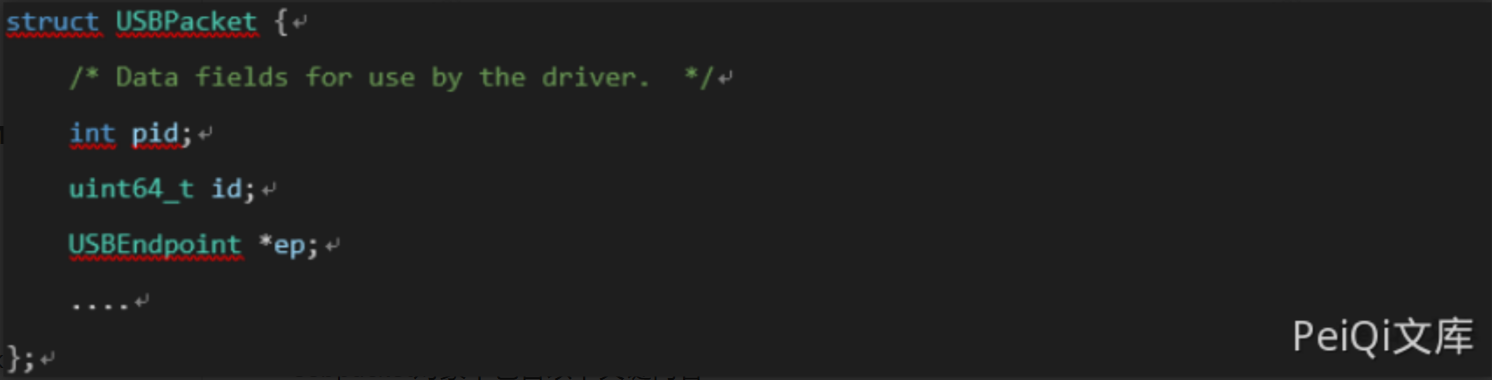 struct USBPacket {
    /* Data fields for use by the driver.  */
    int pid;
    uint64_t id;
    USBEndpoint *ep;
    ....
};
PeiQi文库